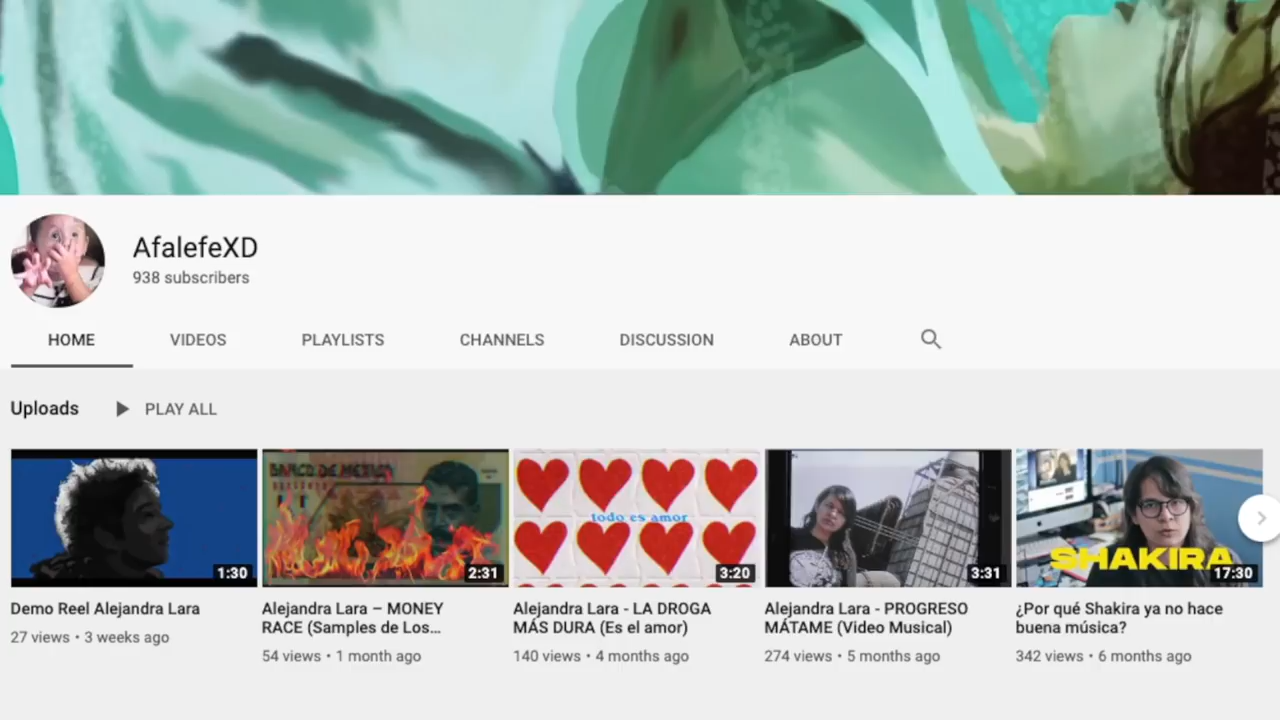 AfalefeXD
938 subscribers
HOME VIDEOS PLAYLISTS CHANNELS DISCUSSION ABOUT
Uploads PLAY ALL
BANCO DE MEXICO
todo es amor
SHAKIRA
1:30 2:31 3:20 3:31 17:30
Demo Reel Alejandra Lara
27 views • 3 weeks ago
Alejandra Lara – MONEY
RACE (Samples de Los...
54 views • 1 month ago
Alejandra Lara - LA DROGA
MÁS DURA (Es el amor)
140 views • 4 months ago
Alejandra Lara - PROGRESO
MÁTAME (Video Musical)
274 views • 5 months ago
¿Por qué Shakira ya no hace
buena música?
342 views • 6 months ago